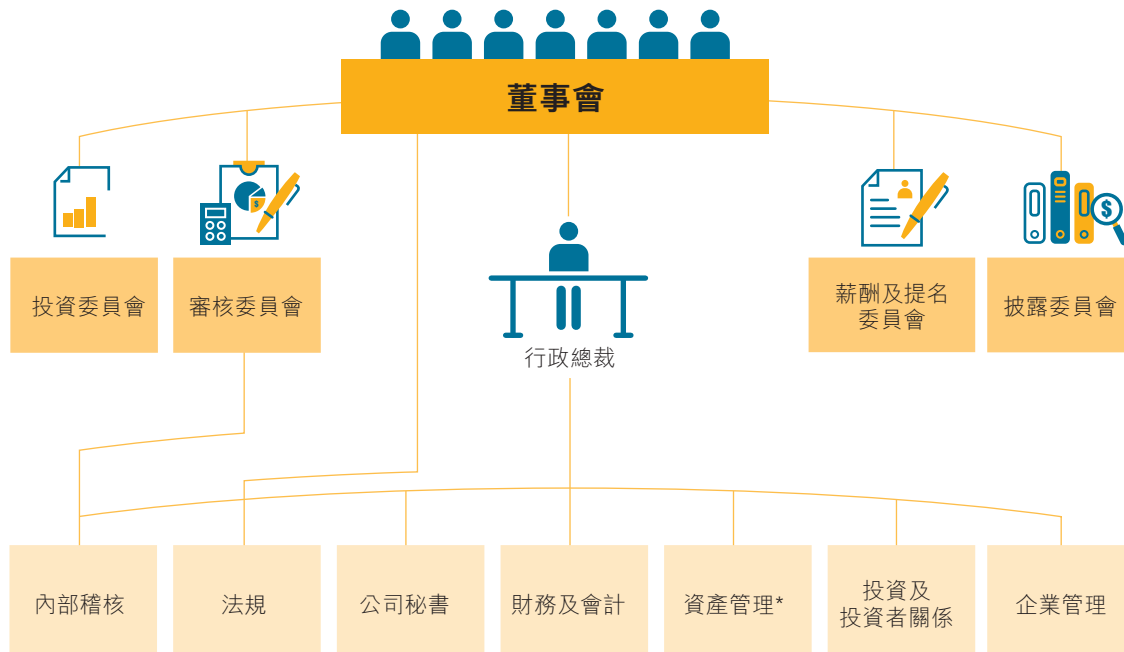 董事會
投資委員會
審核委員會
薪酬及提名
委員會
披露委員會
行政總裁
內部稽核
法規
公司秘書
財務及會計
資產管理*
投資及
投資者關係
企業管理
$
$